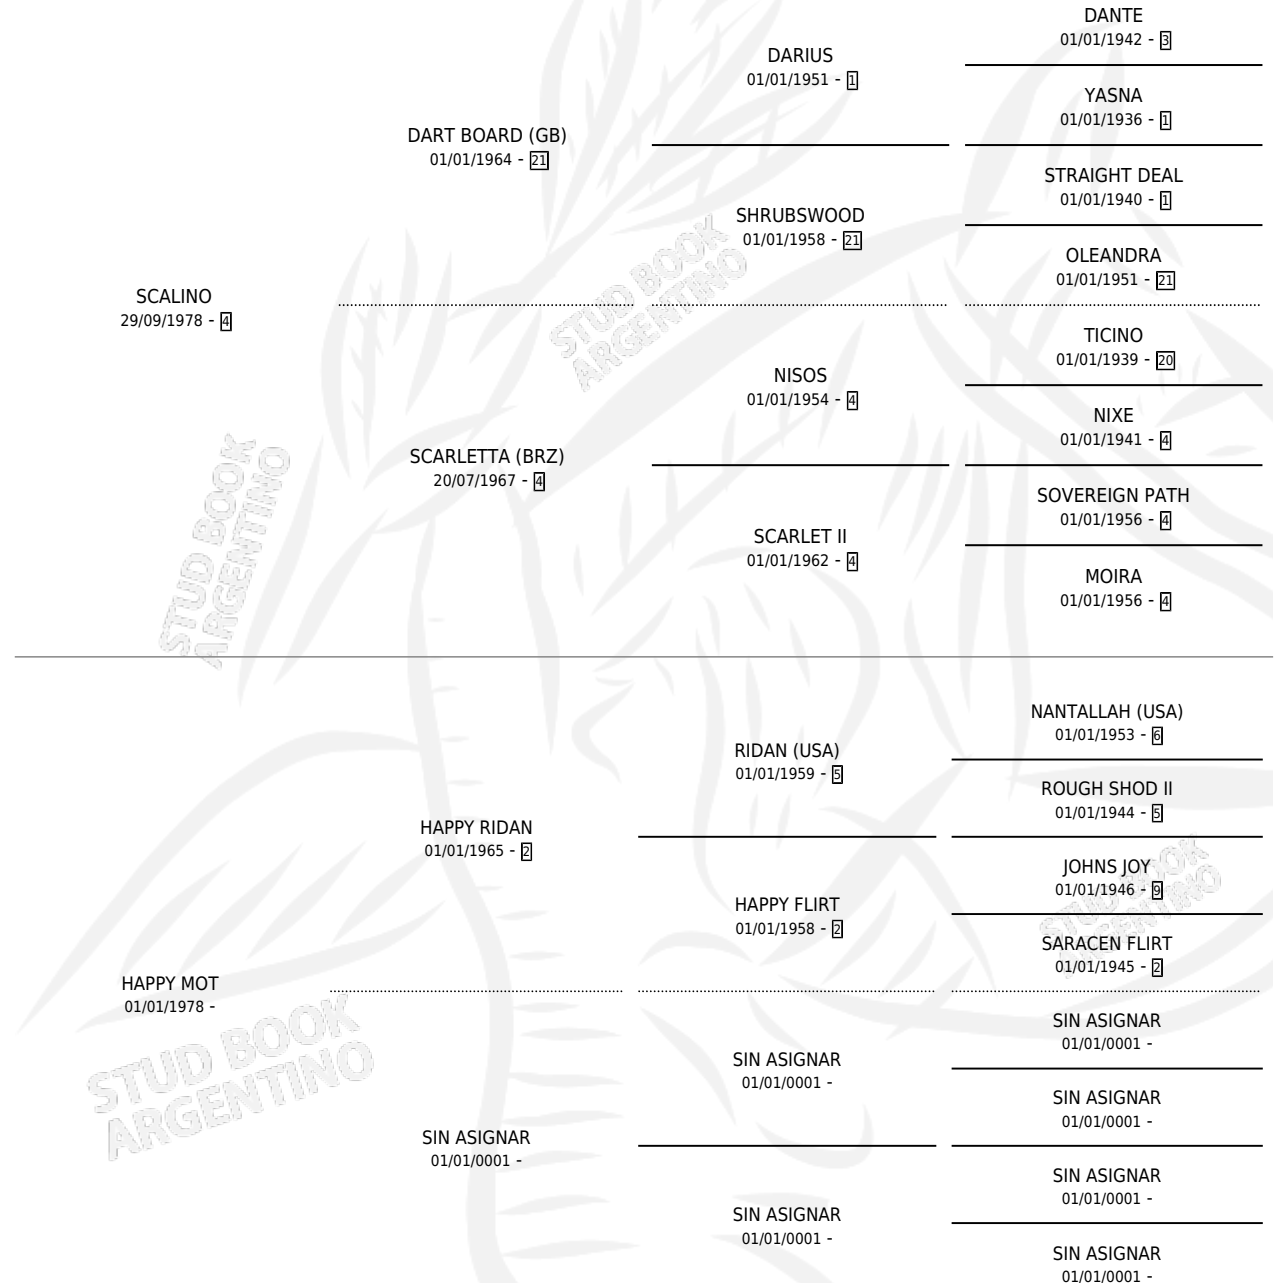 DANTE
01/01/1942 - 3
DARIUS
01/01/1951 - 1
YASNA
01/01/1936 - 1
DART BOARD (GB)
01/01/1964 - 21
STRAIGHT DEAL
01/01/1940 - 1
SHRUBSWOOD
01/01/1958 - 21
OLEANDRA
01/01/1951 - 21
SCALINO
29/09/1978 - 4
TICINO
01/01/1939 - 20
NISOS
01/01/1954 - 4
NIXE
01/01/1941 - 4
SCARLETTA (BRZ)
20/07/1967 - 4
SOVEREIGN PATH
01/01/1956 - 4
SCARLET II
01/01/1962 - 4
MOIRA
01/01/1956 - 4
STUD BOOK
ARGENTINO
STUD BOOK
ARGENTINO
NANTALLAH (USA)
01/01/1953 - 6
RIDAN (USA)
01/01/1959 - 5
ROUGH SHOD II
01/01/1944 - 5
HAPPY RIDAN
01/01/1965 - 2
JOHNS JOY
01/01/1946 - 9
HAPPY FLIRT
01/01/1958 - 2
SARACEN FLIRT
01/01/1945 - 2
HAPPY MOT
01/01/1978 -
SIN ASIGNAR
01/01/0001 -
SIN ASIGNAR
01/01/0001 -
SIN ASIGNAR
01/01/0001 -
SIN ASIGNAR
01/01/0001 -
SIN ASIGNAR
01/01/0001 -
SIN ASIGNAR
01/01/0001 -
SIN ASIGNAR
01/01/0001 -
STUD BOOK
ARGENTINO
STUD BOOK
ARGENTINO